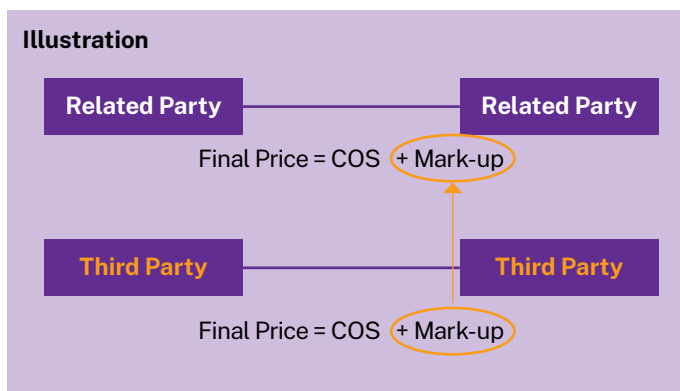 Illustration
Related Party Related Party
Final Price = COS + Mark-up
Third Party Third Party
Final Price = COS + Mark-up